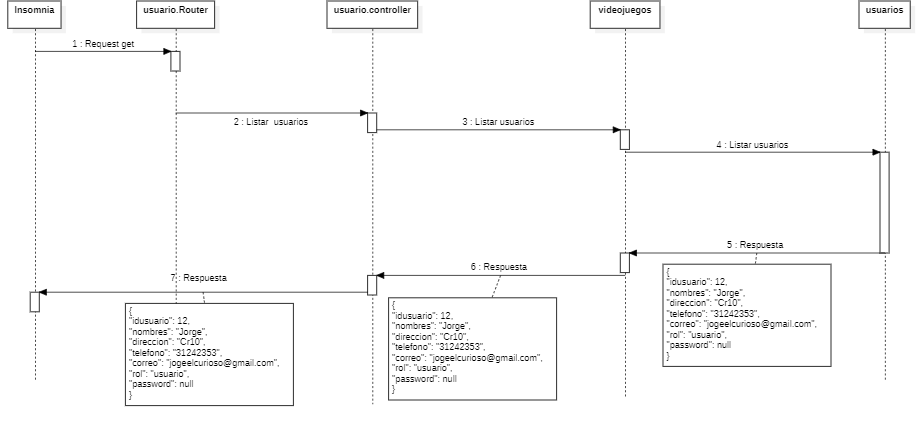 Insomnia
usuario.Router
usuario.controller
videojuegos
usuarios
1 : Request get
2 : Listar usuarios
3 : Listar usuarios
4 : Listar usuarios
5 : Respuesta
6 : Respuesta
7 : Respuesta
{
"idusuario": 12,
"nombres": "Jorge",
"direccion": "Cr10",
"telefono": "31242353",
"correo": "jogeelcurioso@gmail.com",
"rol": "usuario",
"password": null
}
{
"idusuario": 12,
"nombres": "Jorge",
"direccion": "Cr10",
"telefono": "31242353",
"correo": "jogeelcurioso@gmail.com",
"rol": "usuario",
"password": null
}
{
"idusuario": 12,
"nombres": "Jorge",
"direccion": "Cr10",
"telefono": "31242353",
"correo": "jogeelcurioso@gmail.com",
"rol": "usuario",
"password": null
}